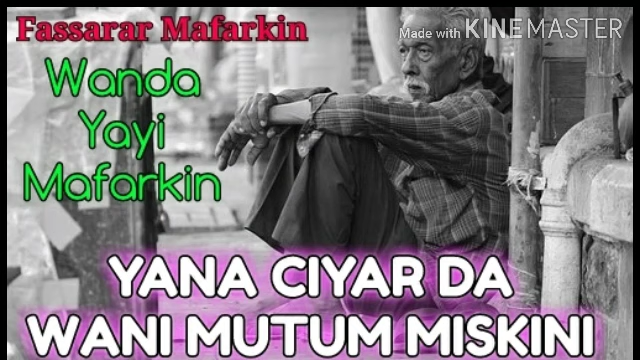 Fassarar Mafarkin
Made with KINEMASTER
Wanda
Yayi
Mafarkin
YANA CIYAR DA
WANI MUTUM MISKINI